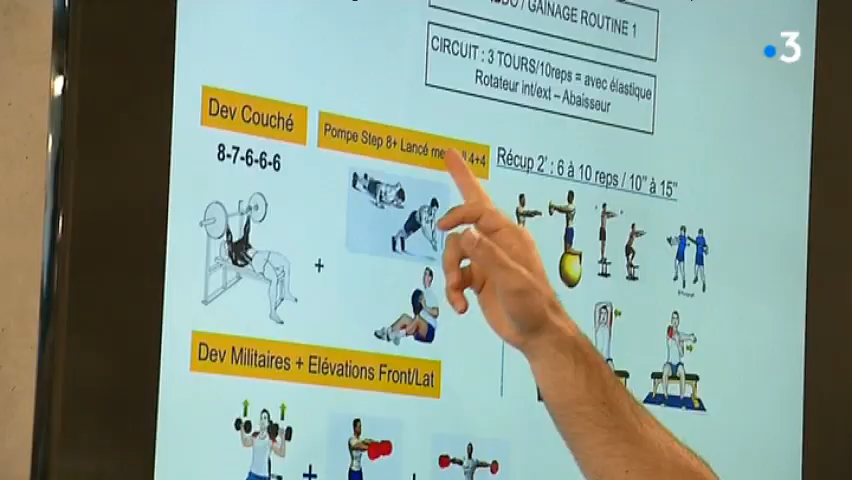 / GAINAGE ROUTINE 1
CIRCUIT : 3 TOURS/10reps = avec élastique
Rotateur int/ext – Abaisseur
3
Dev Couché
8-7-6-6-6
Pompe Step 8+ Lancé 4+4
Récup 2' : 6 à 10 reps / 10" à 15"
+
Dev Militaires + Elévations Front/Lat
+
+